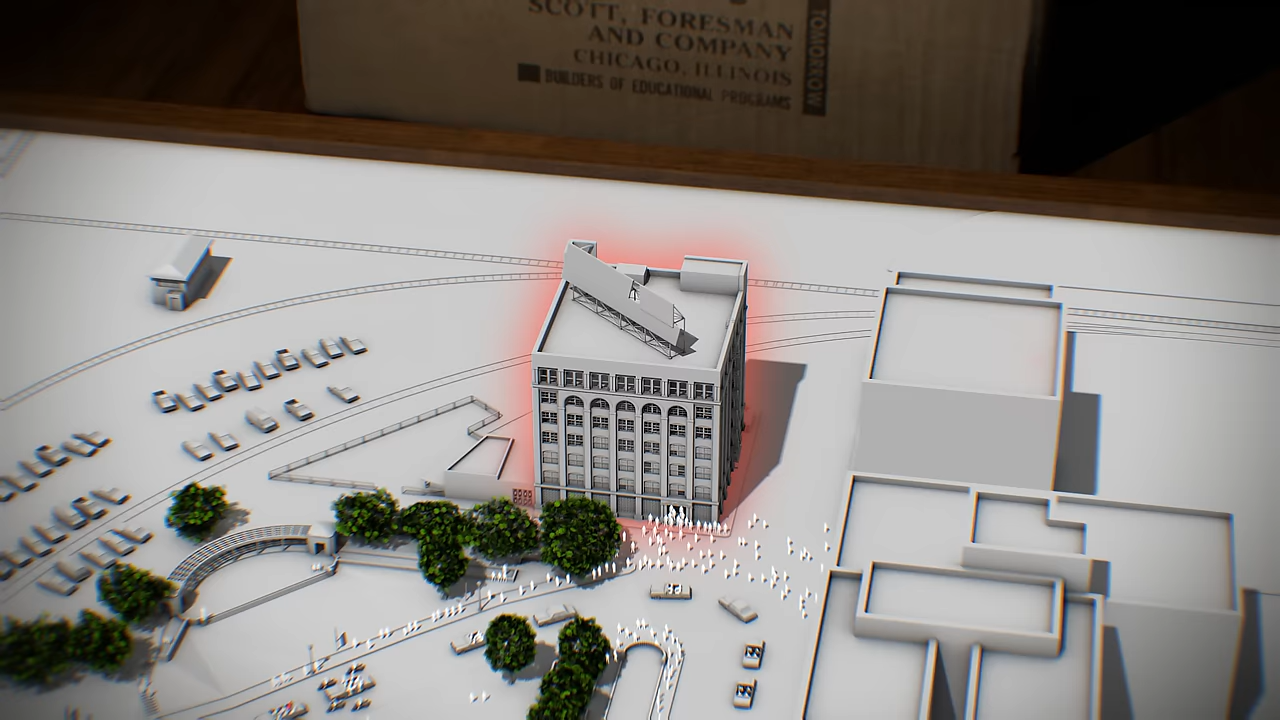 SCOTT, FORESMAN
AND COMPANY
CHICAGO, ILLINOIS
BUILDERS OF EDUCATIONAL PROGRAMS
TOMORROW